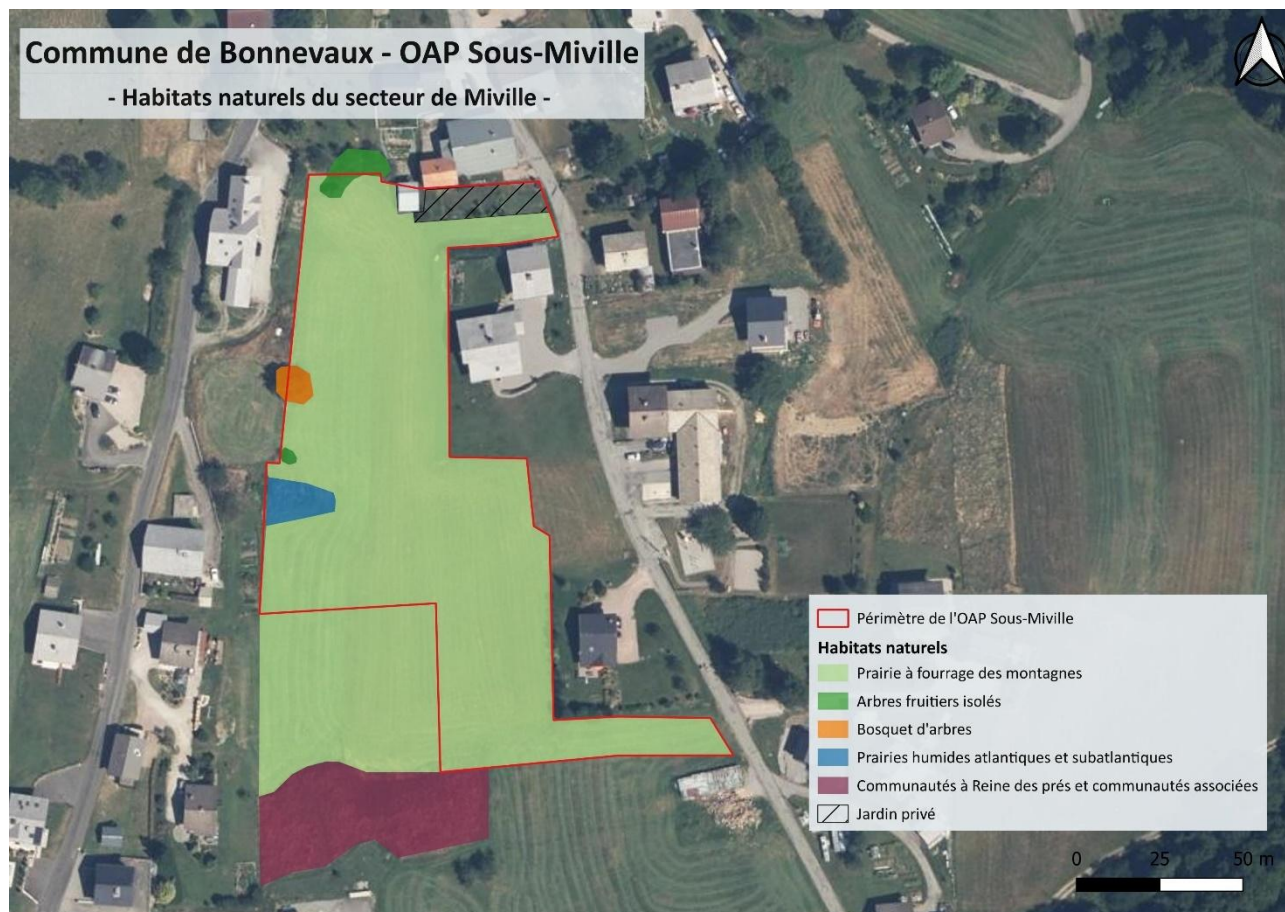 Commune de Bonnevaux - OAP Sous-Miville
- Habitats naturels du secteur de Miville -
Périmètre de l'OAP Sous-Miville
Habitats naturels
Prairie à fourrage des montagnes
Arbres fruitiers isolés
Bosquet d'arbres
Prairies humides atlantiques et subatlantiques
Communautés à Reine des prés et communautés associées
Jardin privé
0 25 50 m